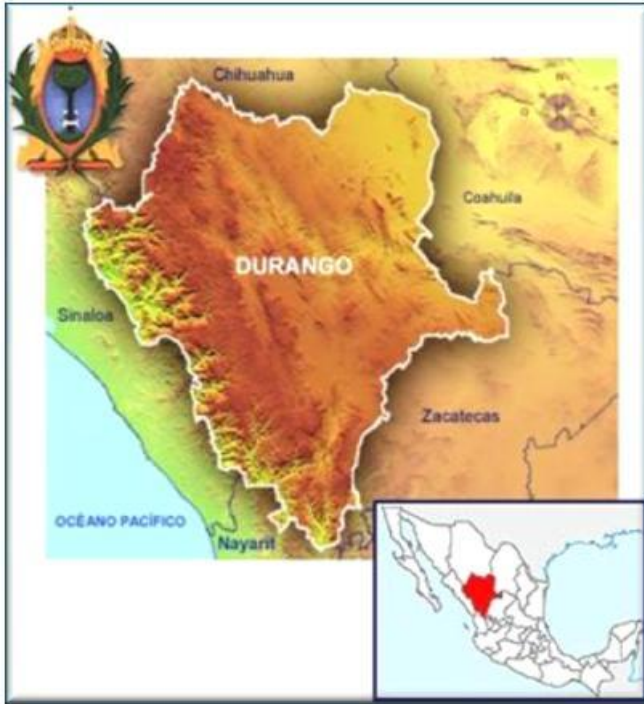 Chihuahua
N
O
E
S
Coahuila
DURANGO
Sinaloa
Zacatecas
OCÉANO PACÍFICO
Nayarit